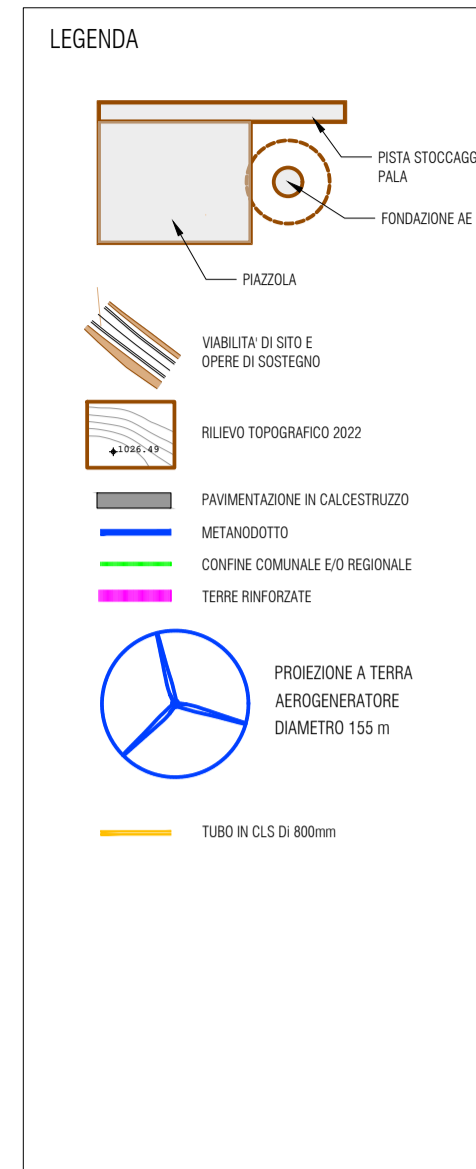 LEGENDA
PISTA STOCCAGG
PALA
FONDAZIONE AE
PIAZZOLA
VIABILITA' DI SITO E
OPERE DI SOSTEGNO
1026.49
RILIEVO TOPOGRAFICO 2022
PAVIMENTAZIONE IN CALCESTRUZZO
METANODOTTO
CONFINE COMUNALE E/O REGIONALE
TERRE RINFORZATE
PROIEZIONE A TERRA
AEROGENERATORE
DIAMETRO 155 m
TUBO IN CLS Di 800mm